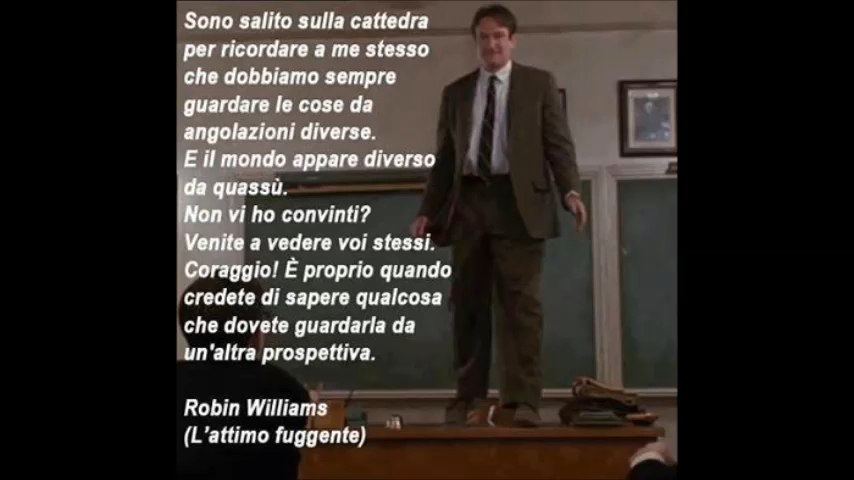 Sono salito sulla cattedra
per ricordare a me stesso
che dobbiamo sempre
guardare le cose da
angolazioni diverse.
E il mondo appare diverso
da quassù.
Non vi ho convinti?
Venite a vedere voi stessi.
Coraggio! È proprio quando
credete di sapere qualcosa
che dovete guardarla da
un'altra prospettiva.
Robin Williams
(L'attimo fuggente)